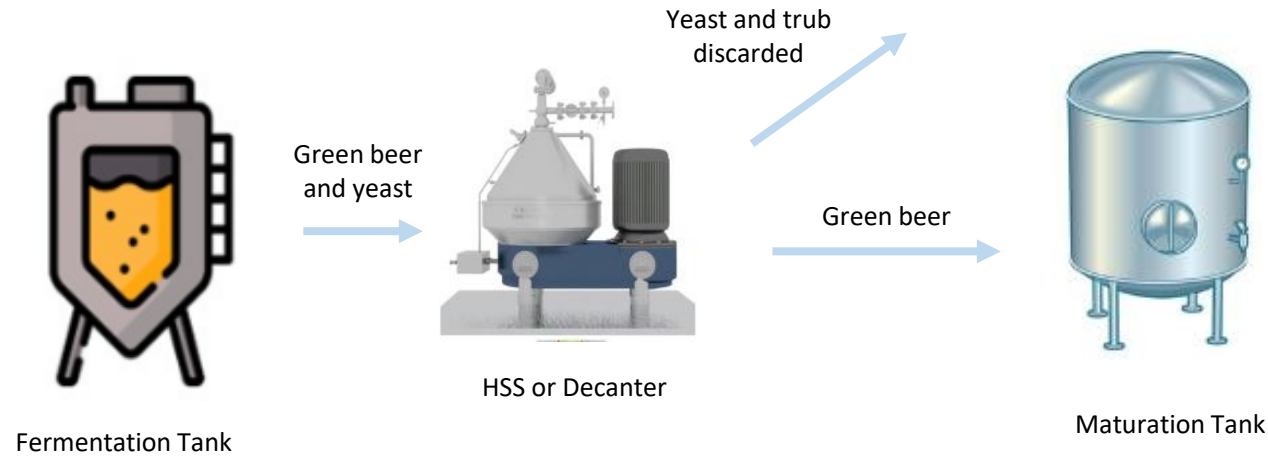 Yeast and trub
discarded
Green beer
and yeast
Green beer
HSS or Decanter
Maturation Tank
Fermentation Tank